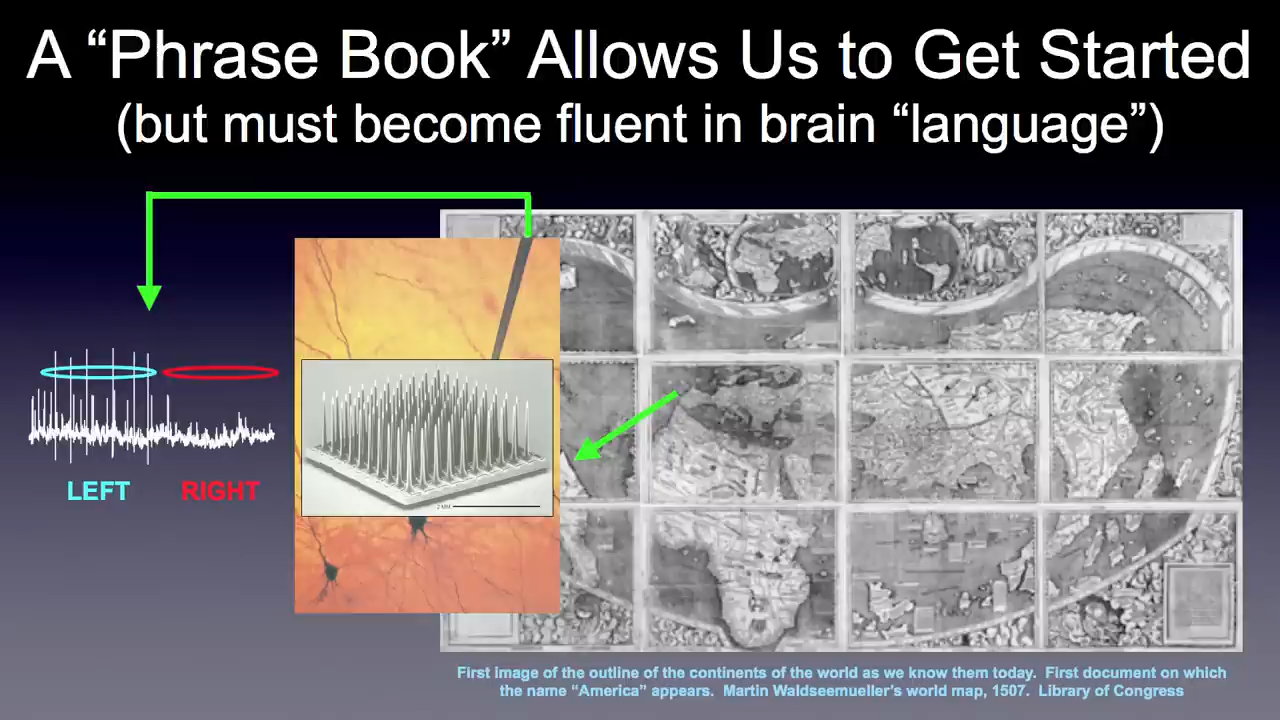 A “Phrase Book” Allows Us to Get Started
(but must become fluent in brain “language”)
LEFT
RIGHT
2 MM
First image of the outline of the continents of the world as we know them today.  First document on which
the name “America” appears.  Martin Waldseemueller’s world map, 1507.  Library of Congress